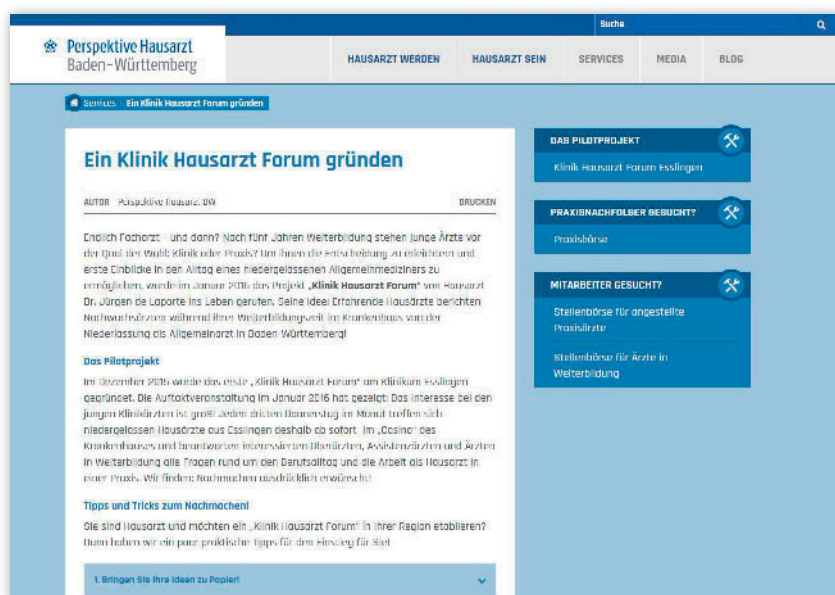 Suche
Perspektive Hausarzt
Baden-Württemberg
HAUSARZT WERDEN HAUSARZT SEIN SERVICES MEDIA BLOG
Services Ein Klinik Hausarzt Forum gründen
Ein Klinik Hausarzt Forum gründen
AUTOR Perspektive Hausarzt BW DRUCKEN
Endlich Facharzt – und dann? Nach fünf Jahren Weiterbildung stehen junge Ärzte vor
der Qual der Wahl: Klinik oder Praxis? Um ihnen die Entscheidung zu erleichtern und
erste Einblicke in den Alltag eines niedergelassenen Allgemeinmediziners zu
ermöglichen, wurde im Januar 2016 das Projekt „Klinik Hausarzt Forum" von Hausarzt
Dr. Jürgen de Laporte ins Leben gerufen. Seine Idee: Erfahrende Hausärzte berichten
Nachwuchsärzten während ihrer Weiterbildungszeit im Krankenhaus von der
Niederlassung als Allgemeinarzt in Baden-Württemberg!
Das Pilotprojekt
Im Dezember 2015 wurde das erste „Klinik Hausarzt Forum" am Klinikum Esslingen
gegründet. Die Auftaktveranstaltung im Januar 2016 hat gezeigt: Das Interesse bei den
jungen Klinikärzten ist groß! Jeden dritten Donnerstag im Monat treffen sich
niedergelassen Hausärzte aus Esslingen deshalb ab sofort im „Casino" des
Krankenhauses und beantworten interessierten Oberärzten, Assistenzärzten und Ärzten
in Weiterbildung alle Fragen rund um den Berufsalltag und die Arbeit als Hausarzt in
einer Praxis. Wir finden: Nachmachen ausdrücklich erwünscht!
Tipps und Tricks zum Nachmachen!
Sie sind Hausarzt und möchten ein „Klinik Hausarzt Forum" in Ihrer Region etablieren?
Dann haben wir ein paar praktische Tipps für den Einstieg für Sie!
1. Bringen Sie Ihre Ideen zu Papier!
DAS PILOTPROJEKT
Klinik Hausarzt Forum Esslingen
PRAXISNACHFOLGER GESUCHT?
Praxisbörse
MITARBEITER GESUCHT?
Stellenbörse für angestellte
Praxisärzte
Stellenbörse für Ärzte in
Weiterbildung